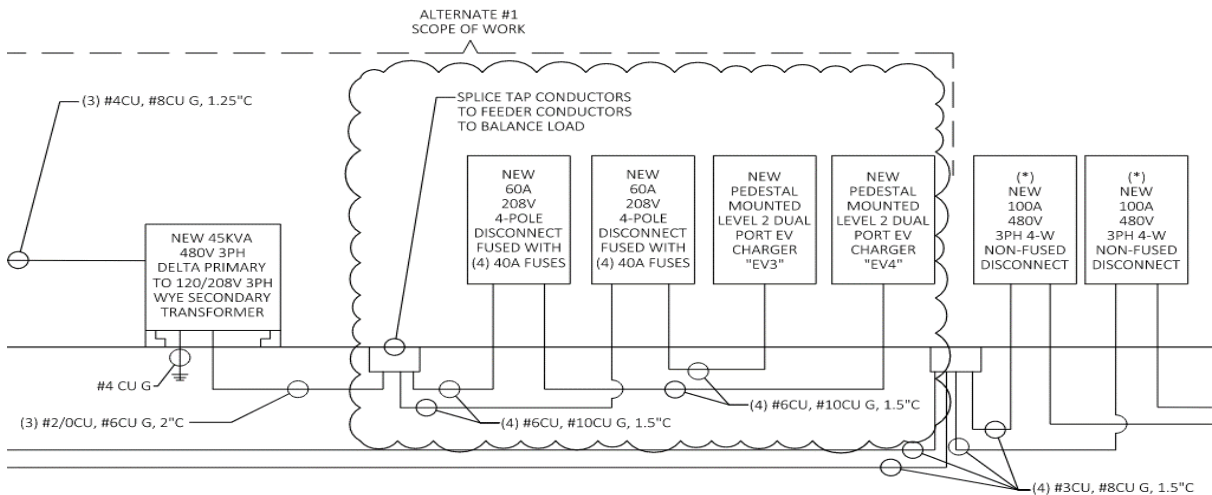 ALTERNATE #1
SCOPE OF WORK
(3) #4CU, #8CU G, 1.25"C
SPLICE TAP CONDUCTORS
TO FEEDER CONDUCTORS
TO BALANCE LOAD
NEW 45KVA
480V 3PH
DELTA PRIMARY
TO 120/208V 3PH
WYE SECONDARY
TRANSFORMER
NEW
60A
208V
4-POLE
DISCONNECT
FUSED WITH
(4) 40A FUSES
NEW
60A
208V
4-POLE
DISCONNECT
FUSED WITH
(4) 40A FUSES
NEW
PEDESTAL
MOUNTED
LEVEL 2 DUAL
PORT EV
CHARGER
"EV3"
NEW
PEDESTAL
MOUNTED
LEVEL 2 DUAL
PORT EV
CHARGER
"EV4"
(*)
NEW
100A
480V
3PH 4-W
NON-FUSED
DISCONNECT
(*)
NEW
100A
480V
3PH 4-W
NON-FUSED
DISCONNECT
#4 CU G
(3) #2/0CU, #6CU G, 2"C
(4) #6CU, #10CU G, 1.5"C
(4) #6CU, #10CU G, 1.5"C
(4) #3CU, #8CU G, 1.5"C